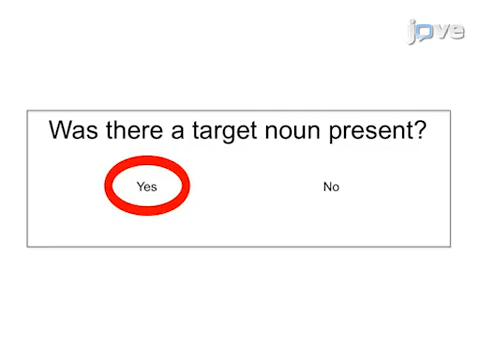 jove
Was there a target noun present?
Yes No